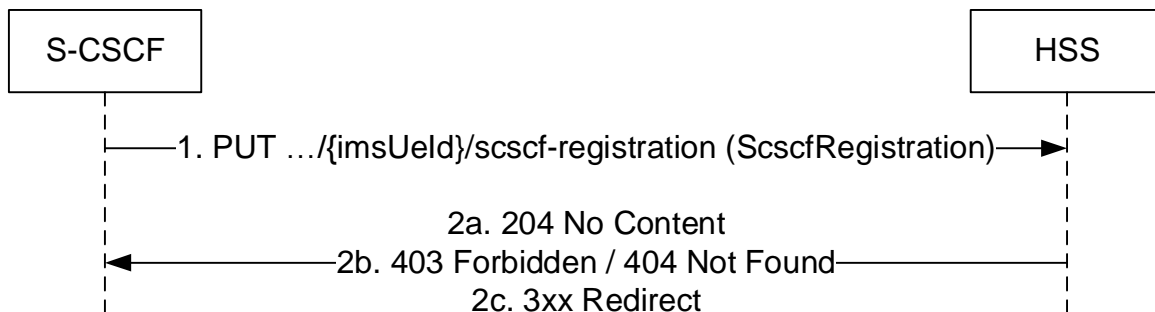 S-CSCF
HSS
1. PUT …/{imsUeId}/scscf-registration (ScscfRegistration)
2a. 204 No Content
2b. 403 Forbidden / 404 Not Found
2c. 3xx Redirect